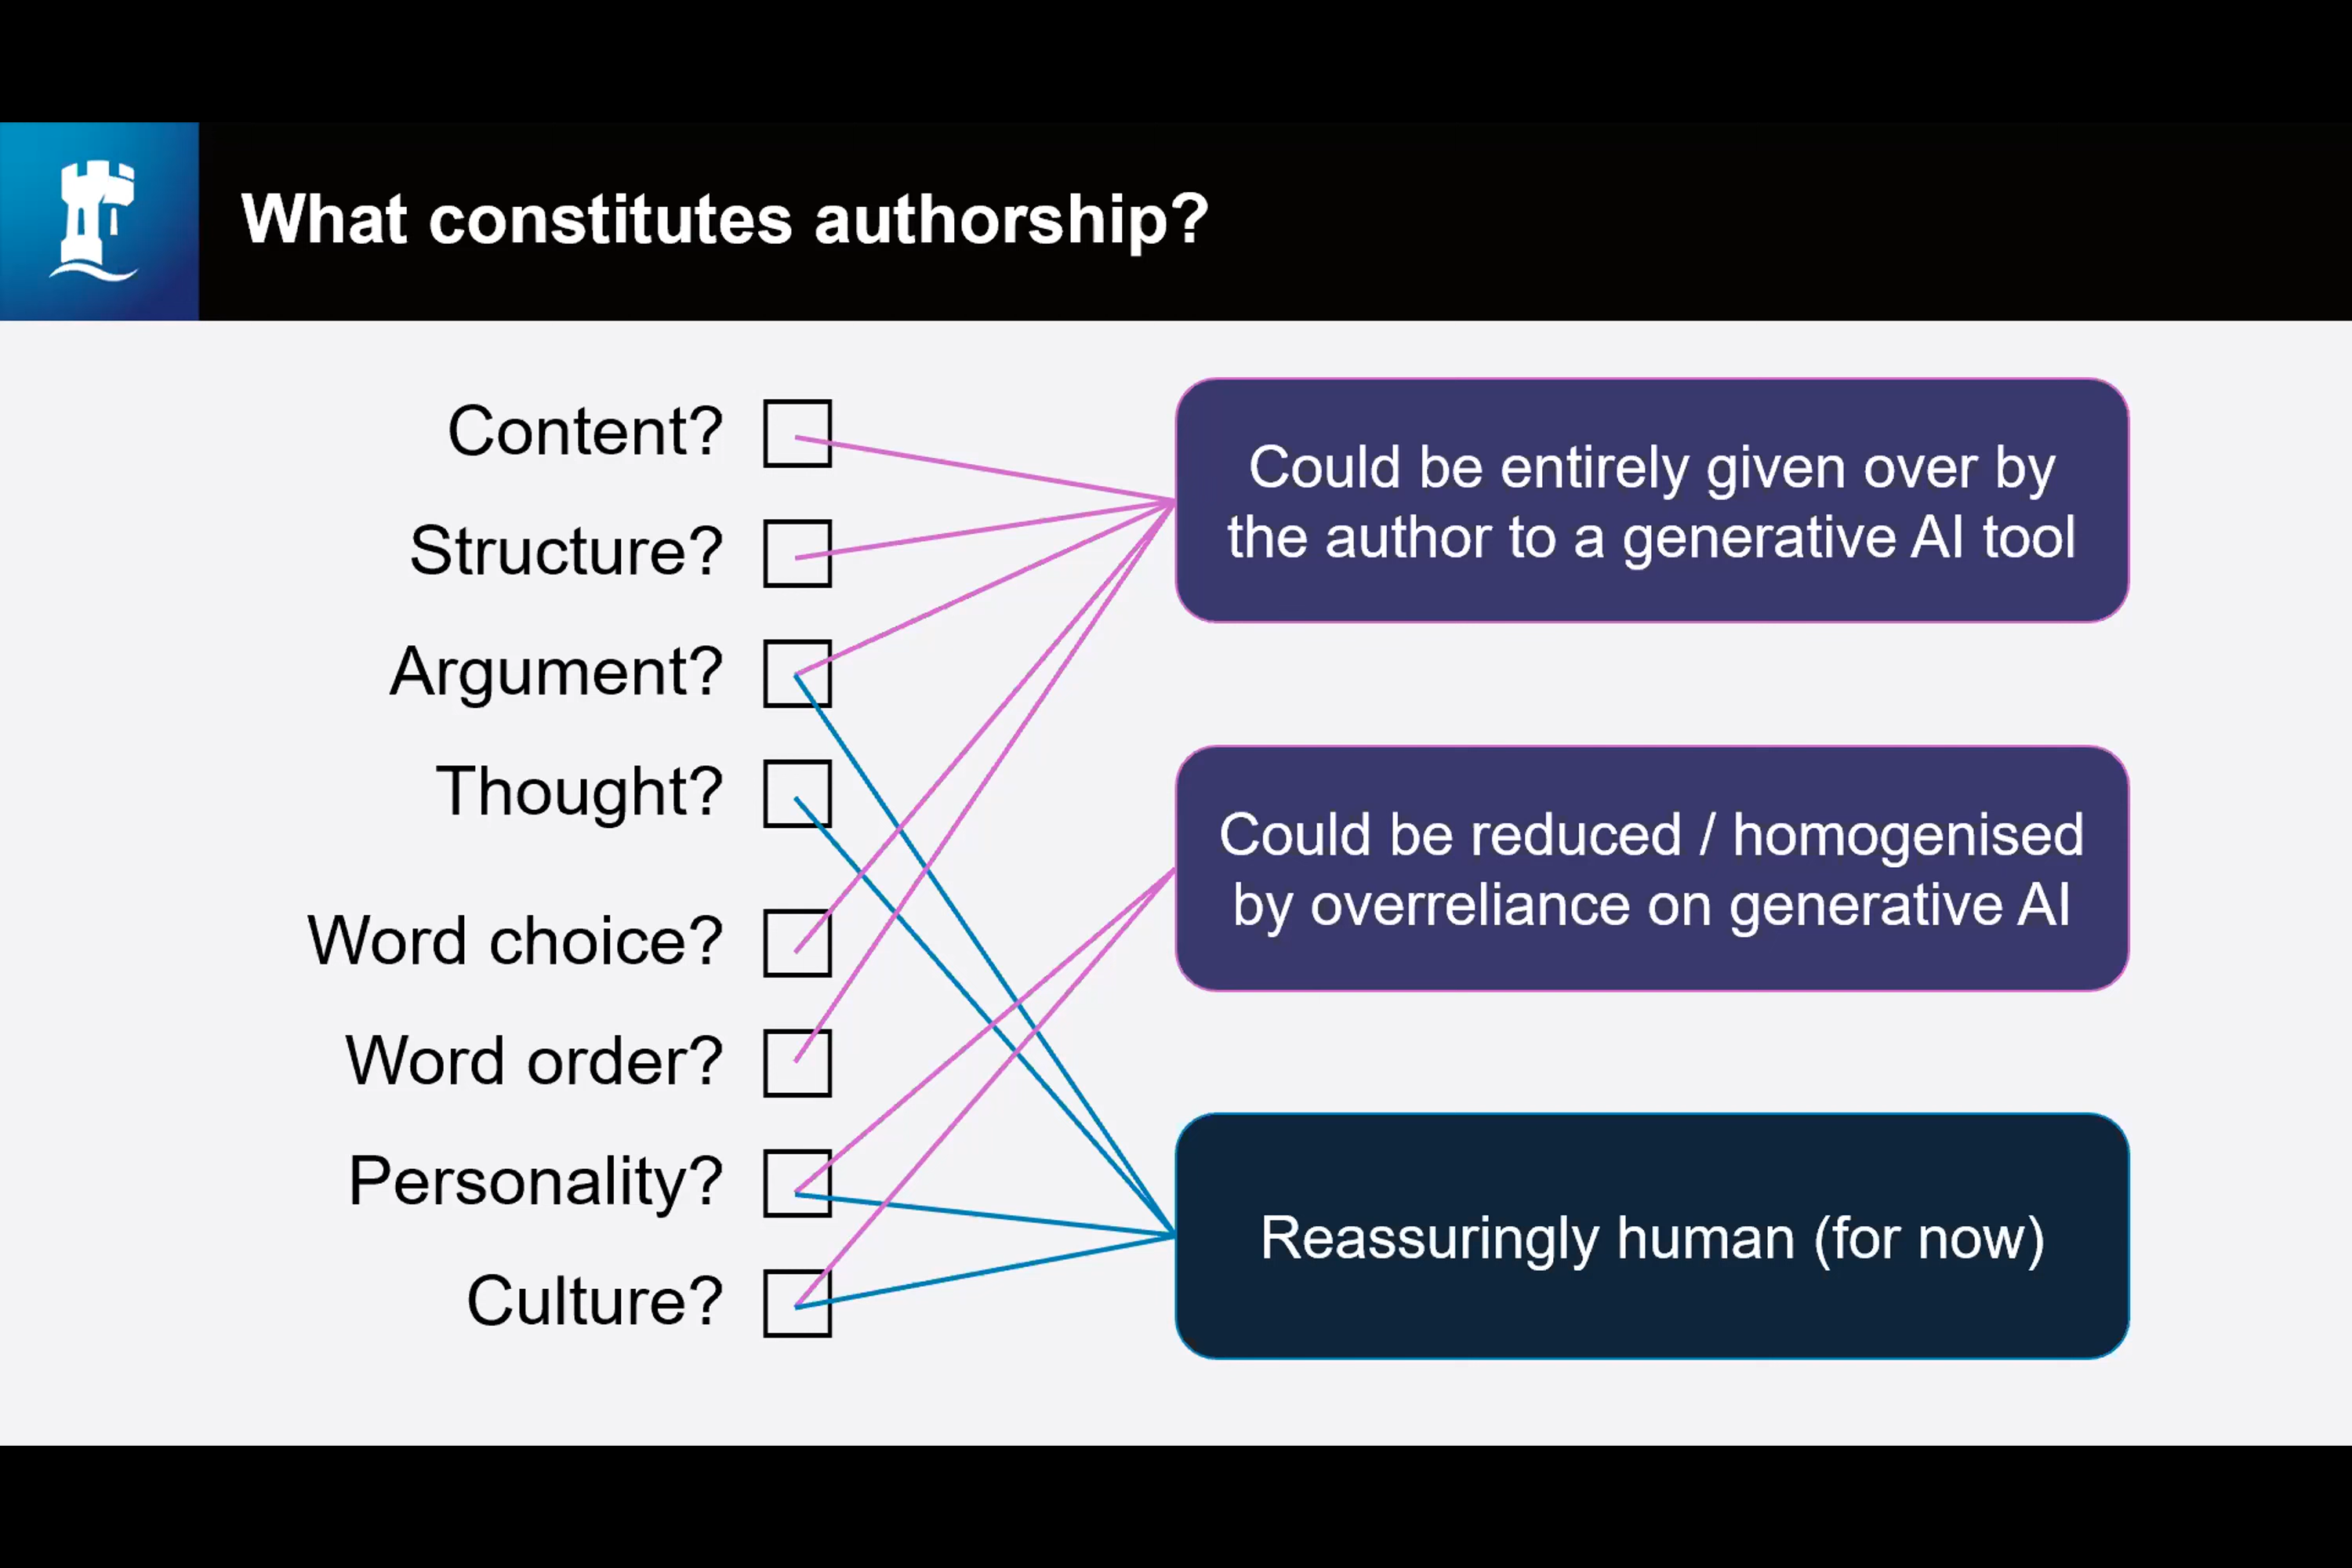 What constitutes authorship?
Content?
Structure?
Argument?
Thought?
Word choice?
Word order?
Personality?
Culture?
Could be entirely given over by
the author to a generative AI tool
Could be reduced / homogenised
by overreliance on generative AI
Reassuringly human (for now)